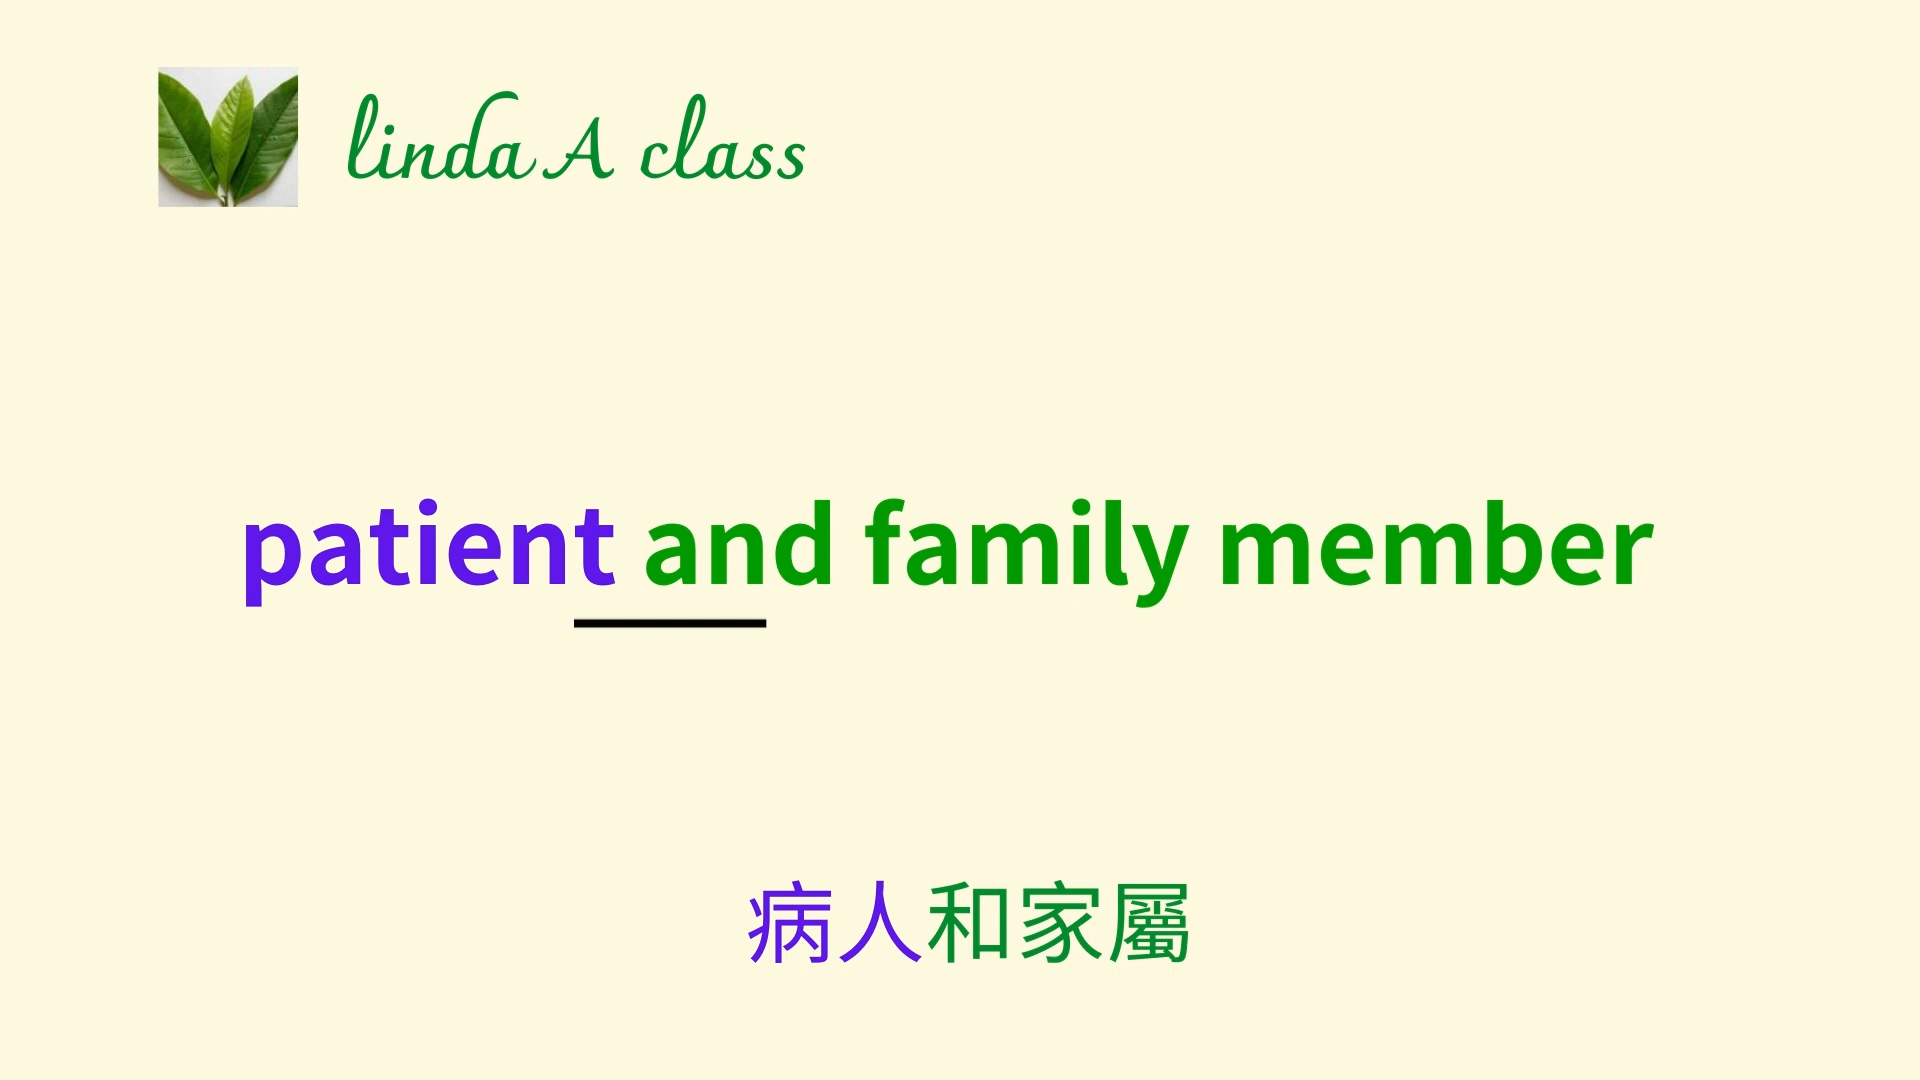 linda A class
patient and family member
病人和家屬